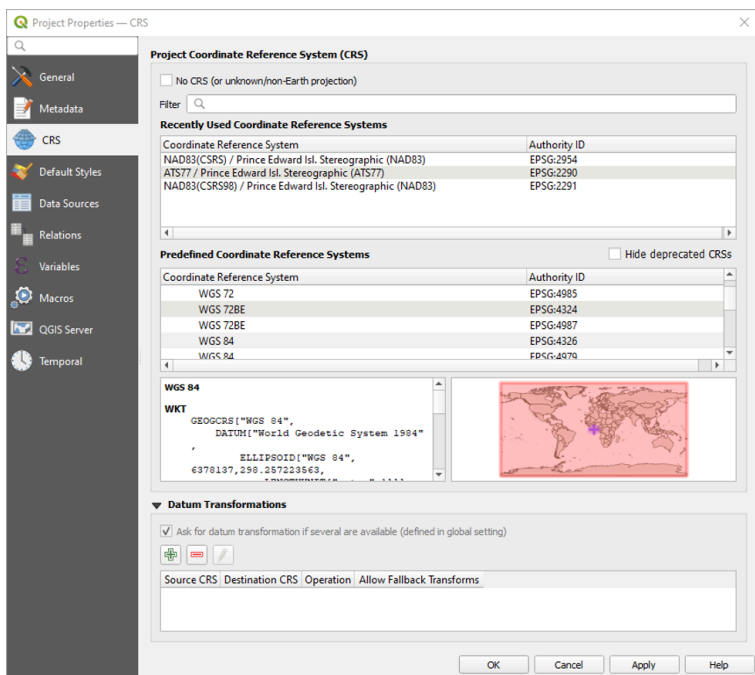 Project Properties — CRS
General
Metadata
CRS
Default Styles
Data Sources
Relations
Variables
Macros
QGIS Server
Temporal
Project Coordinate Reference System (CRS)
No CRS (or unknown/non-Earth projection)
Filter
Recently Used Coordinate Reference Systems
Coordinate Reference System Authority ID
NAD83(CSRS) / Prince Edward Isl. Stereographic (NAD83) EPSG:2954
ATS77 / Prince Edward Isl. Stereographic (ATS77) EPSG:2290
NAD83(CSRS98) / Prince Edward Isl. Stereographic (NAD83) EPSG:2291
Predefined Coordinate Reference Systems Hide deprecated CRSs
Coordinate Reference System Authority ID
WGS 72 EPSG:4985
WGS 72BE EPSG:4324
WGS 72BE EPSG:4987
WGS 84 EPSG:4326
WGS 84 EPSG:4979
WGS 84
WKT
GEOGCRS["WGS 84",
DATUM["World Geodetic System 1984"
,
ELLIPSOID["WGS 84",
6378137,298.257223563,
Datum Transformations
Ask for datum transformation if several are available (defined in global setting)
Source CRS Destination CRS Operation Allow Fallback Transforms
OK Cancel Apply Help